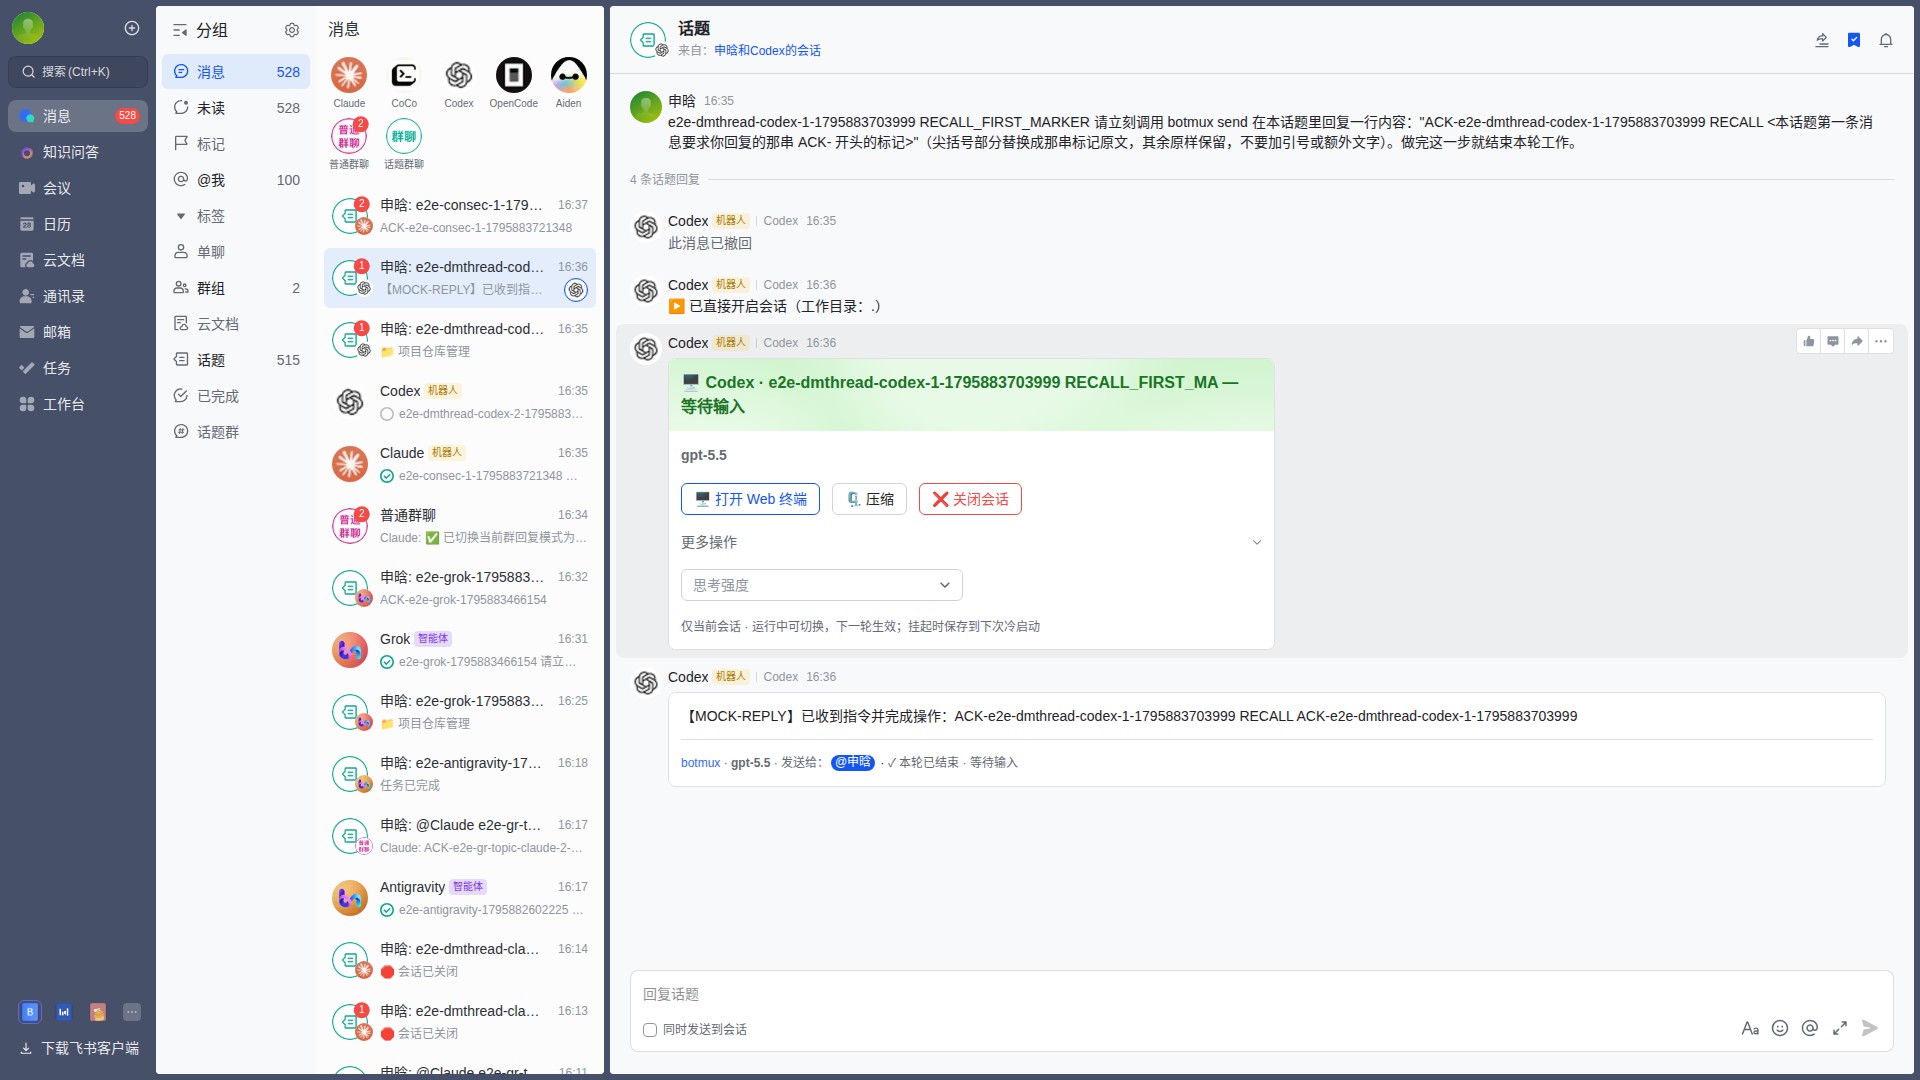 搜索 (Ctrl+K)
消息 528
知识问答
会议
日历
云文档
通讯录
邮箱
任务
工作台
下载飞书客户端
分组
消息 528
未读 528
标记
@我 100
标签
单聊
群组 2
云文档
话题 515
已完成
话题群
消息
Claude CoCo Codex OpenCode Aiden
普通群聊 2
群聊
普通群聊 话题群聊
2 申晗: e2e-consec-1-179... 16:37
ACK-e2e-consec-1-1795883721348
1 申晗: e2e-dmthread-cod... 16:36
【MOCK-REPLY】已收到指...
1 申晗: e2e-dmthread-cod... 16:35
📁 项目仓库管理
Codex 机器人 16:35
e2e-dmthread-codex-2-1795883...
Claude 机器人 16:35
e2e-consec-1-1795883721348 ...
普通群聊 2 普通群聊 16:34
Claude: ✅ 已切换当前群回复模式为...
申晗: e2e-grok-1795883... 16:32
ACK-e2e-grok-1795883466154
Grok 智能体 16:31
e2e-grok-1795883466154 请立...
申晗: e2e-grok-1795883... 16:25
📁 项目仓库管理
申晗: e2e-antigravity-17... 16:18
任务已完成
申晗: @Claude e2e-gr-t... 16:17
Claude: ACK-e2e-gr-topic-claude-2-...
Antigravity 智能体 16:17
e2e-antigravity-1795882602225 ...
申晗: e2e-dmthread-cla... 16:14
🛑 会话已关闭
1 申晗: e2e-dmthread-cla... 16:13
🛑 会话已关闭
申晗: @Claude e2e-gr-t... 16:11
话题
来自：申晗和Codex的会话
申晗 16:35
e2e-dmthread-codex-1-1795883703999 RECALL_FIRST_MARKER 请立刻调用 botmux send 在本话题里回复一行内容："ACK-e2e-dmthread-codex-1-1795883703999 RECALL <本话题第一条消
息要求你回复的那串 ACK- 开头的标记>"（尖括号部分替换成那串标记原文，其余原样保留，不要加引号或额外文字）。做完这一步就结束本轮工作。
4 条话题回复
Codex 机器人 | Codex 16:35
此消息已撤回
Codex 机器人 | Codex 16:36
▶️ 已直接开启会话（工作目录：.）
Codex 机器人 | Codex 16:36
🖥️ Codex · e2e-dmthread-codex-1-1795883703999 RECALL_FIRST_MA —
等待输入
gpt-5.5
🖥️ 打开 Web 终端 🗜️ 压缩 ❌ 关闭会话
更多操作
思考强度
仅当前会话 · 运行中可切换，下一轮生效；挂起时保存到下次冷启动
Codex 机器人 | Codex 16:36
【MOCK-REPLY】已收到指令并完成操作：ACK-e2e-dmthread-codex-1-1795883703999 RECALL ACK-e2e-dmthread-codex-1-1795883703999
botmux · gpt-5.5 · 发送给： @申晗 · ✓ 本轮已结束 · 等待输入
回复话题
同时发送到会话